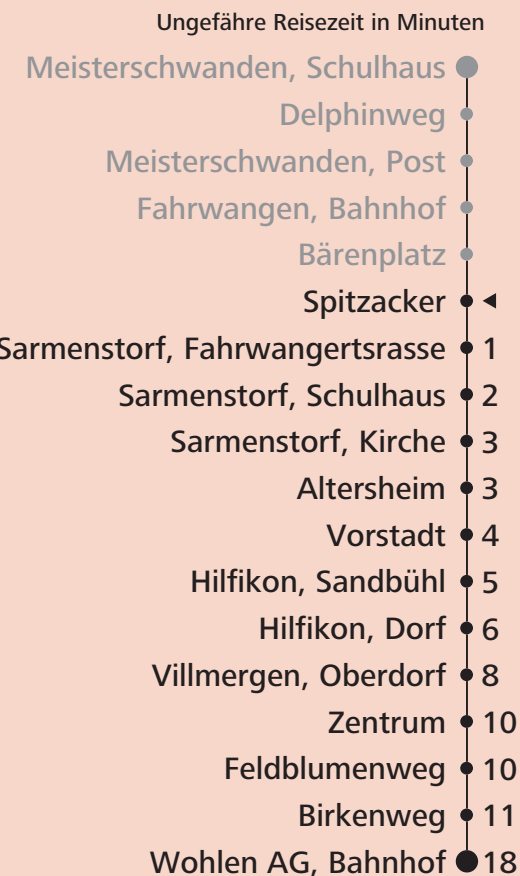 Ungefähre Reisezeit in Minuten
Meisterschwanden, Schulhaus
Delphinweg
Meisterschwanden, Post
Fahrwangen, Bahnhof
Bärenplatz
Spitzacker
Sarmenstorf, Fahrwangertsrasse 1
Sarmenstorf, Schulhaus 2
Sarmenstorf, Kirche 3
Altersheim 3
Vorstadt 4
Hilfikon, Sandbühl 5
Hilfikon, Dorf 6
Villmergen, Oberdorf 8
Zentrum 10
Feldblumenweg 10
Birkenweg 11
Wohlen AG, Bahnhof 18